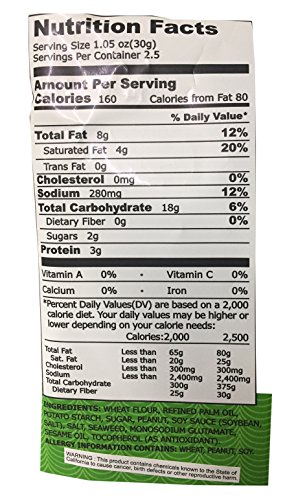 Nutrition Facts
Serving Size 1.05 oz(30g)
Servings Per Container 2.5
Amount Per Serving
Calories 160 Calories from Fat 80
% Daily Value*
Total Fat 8g 12%
Saturated Fat 4g 20%
Trans Fat 0g
Cholesterol 0mg 0%
Sodium 280mg 12%
Total Carbohydrate 18g 6%
Dietary Fiber 0g 0%
Sugars 2g
Protein 3g
Vitamin A 0% • Vitamin C 0%
Calcium 0% • Iron 0%
*Percent Daily Values(DV) are based on a 2,000
calorie diet. Your daily values may be higher or
lower depending on your calorie needs:
Calories:2,000 2,500
Total Fat Less than 65g 80g
Sat. Fat Less than 20g 25g
Cholesterol Less than 300mg 300mg
Sodium Less than 2,400mg 2,400mg
Total Carbohydrate 300g 375g
Dietary Fiber 25g 30g
INGREDIENTS: WHEAT FLOUR, REFINED PALM OIL,
POTATO STARCH, SUGAR, PEANUT, SOY SAUCE (SOYBEAN,
SALT), SALT, SEAWEED, MONOSODIUM GLUTAMATE,
SESAME OIL, TOCOPHEROL (AS ANTIOXIDANT).
ALLERGY INFORMATION CONTAINS: WHEAT, PEANUT, SOY.
WARNING : This product contains chemicals known to the State of
California to cause cancer, birth defects or other reproductive harm.